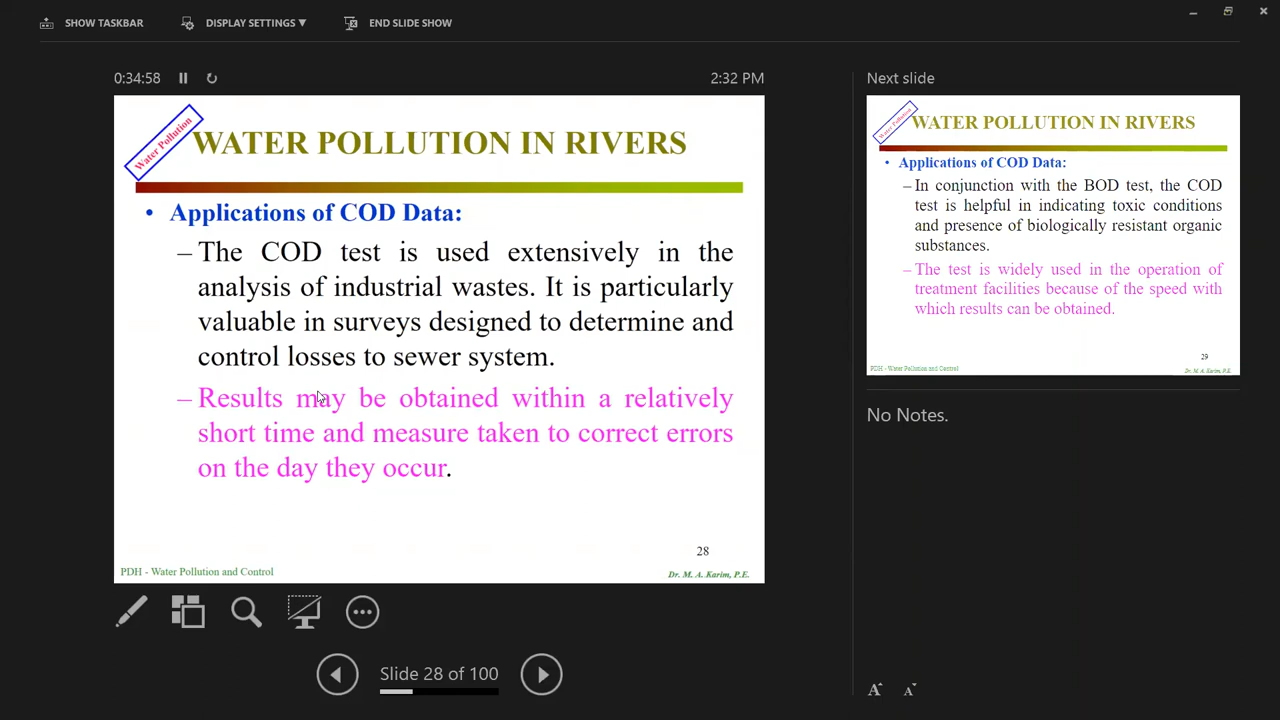 SHOW TASKBAR
DISPLAY SETTINGS ▼
END SLIDE SHOW
0:34:58
2:32 PM
Water Pollution
WATER POLLUTION IN RIVERS
• Applications of COD Data:
– The COD test is used extensively in the
analysis of industrial wastes. It is particularly
valuable in surveys designed to determine and
control losses to sewer system.
– Results may be obtained within a relatively
short time and measure taken to correct errors
on the day they occur.
28
PDH - Water Pollution and Control
Dr. M. A. Karim, P.E.
Slide 28 of 100
Next slide
Water Pollution
WATER POLLUTION IN RIVERS
• Applications of COD Data:
– In conjunction with the BOD test, the COD
test is helpful in indicating toxic conditions
and presence of biologically resistant organic
substances.
– The test is widely used in the operation of
treatment facilities because of the speed with
which results can be obtained.
29
PDH - Water Pollution and Control
Dr. M. A. Karim, P.E.
No Notes.
A A